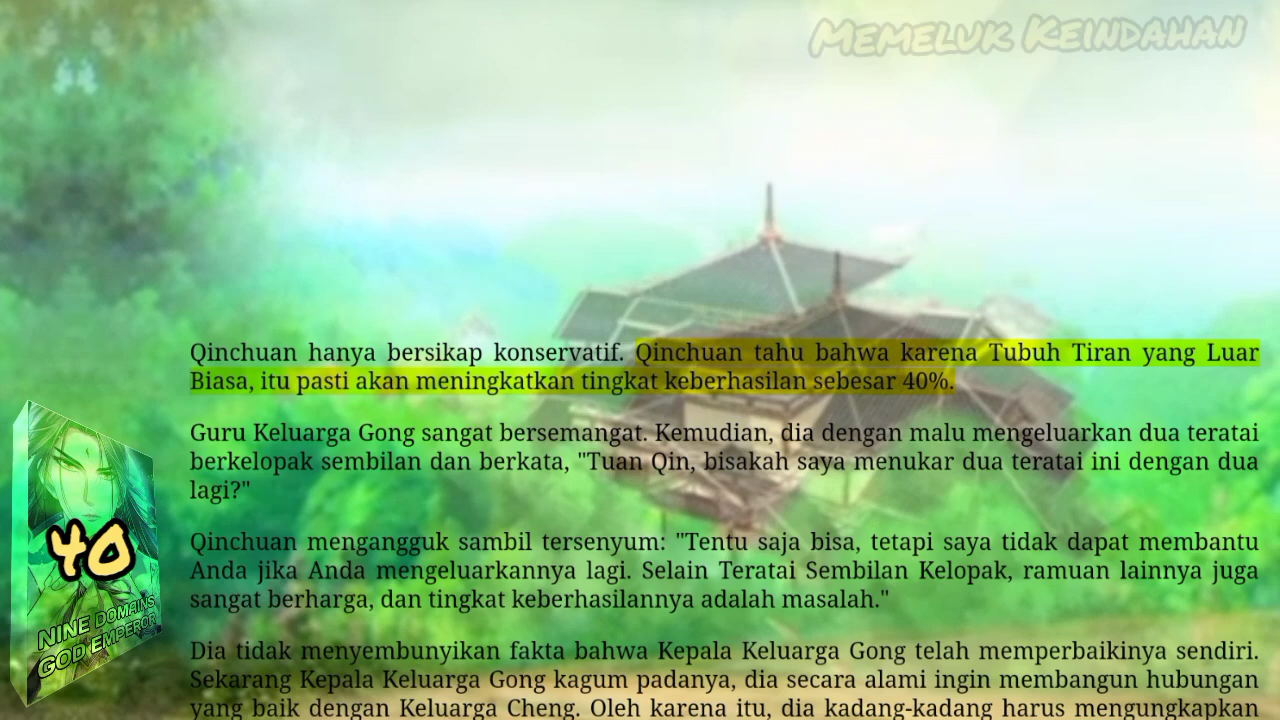 Memeluk Keindahan
Qinchuan hanya bersikap konservatif. Qinchuan tahu bahwa karena Tubuh Tiran yang Luar
Biasa, itu pasti akan meningkatkan tingkat keberhasilan sebesar 40%.
Guru Keluarga Gong sangat bersemangat. Kemudian, dia dengan malu mengeluarkan dua teratai
berkelopak sembilan dan berkata, "Tuan Qin, bisakah saya menukar dua teratai ini dengan dua
lagi?"
Qinchuan mengangguk sambil tersenyum: "Tentu saja bisa, tetapi saya tidak dapat membantu
Anda jika Anda mengeluarkannya lagi. Selain Teratai Sembilan Kelopak, ramuan lainnya juga
sangat berharga, dan tingkat keberhasilannya adalah masalah."
Dia tidak menyembunyikan fakta bahwa Kepala Keluarga Gong telah memperbaikinya sendiri.
Sekarang Kepala Keluarga Gong kagum padanya, dia secara alami ingin membangun hubungan
yang baik dengan Keluarga Cheng. Oleh karena itu, dia kadang-kadang harus mengungkapkan
40
NINE DOMAINS
GOD EMPEROR